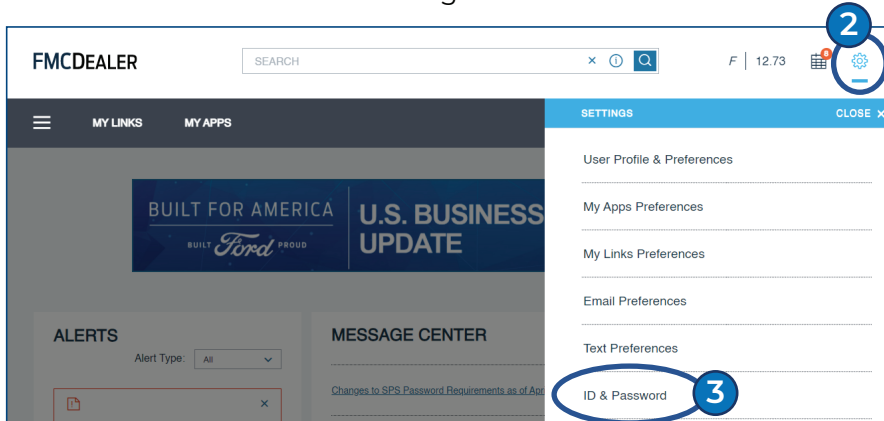 2
FMCDEALER
SEARCH
F | 12.73
MY LINKS
MY APPS
SETTINGS
CLOSE ×
User Profile & Preferences
BUILT FOR AMERICA
BUILT Ford PROUD
U.S. BUSINESS
UPDATE
My Apps Preferences
My Links Preferences
Email Preferences
ALERTS
Alert Type: All
MESSAGE CENTER
Text Preferences
Changes to SPS Password Requirements as of
ID & Password
3